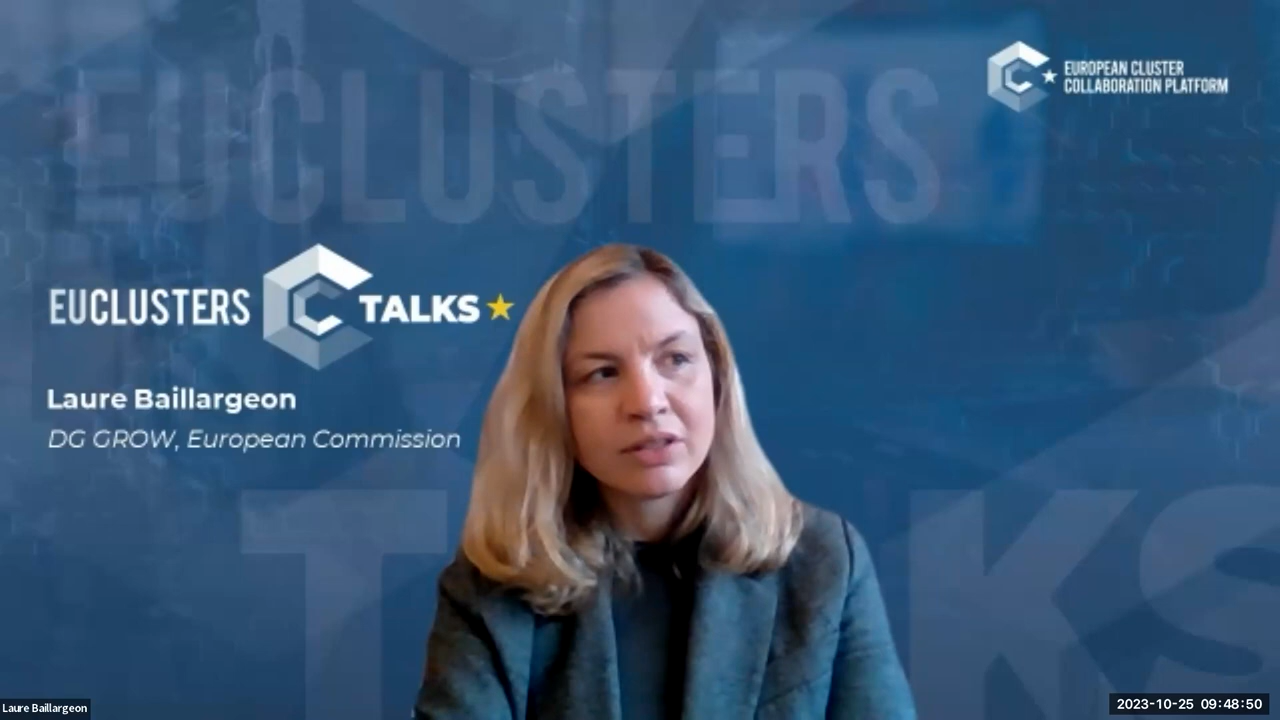 EUCLUSTERS
EUROPEAN CLUSTER
COLLABORATION PLATFORM
EUCLUSTERS TALKS
Laure Baillargeon
DG GROW, European Commission
TALKS
Laure Baillargeon
2023-10-25 09:48:50